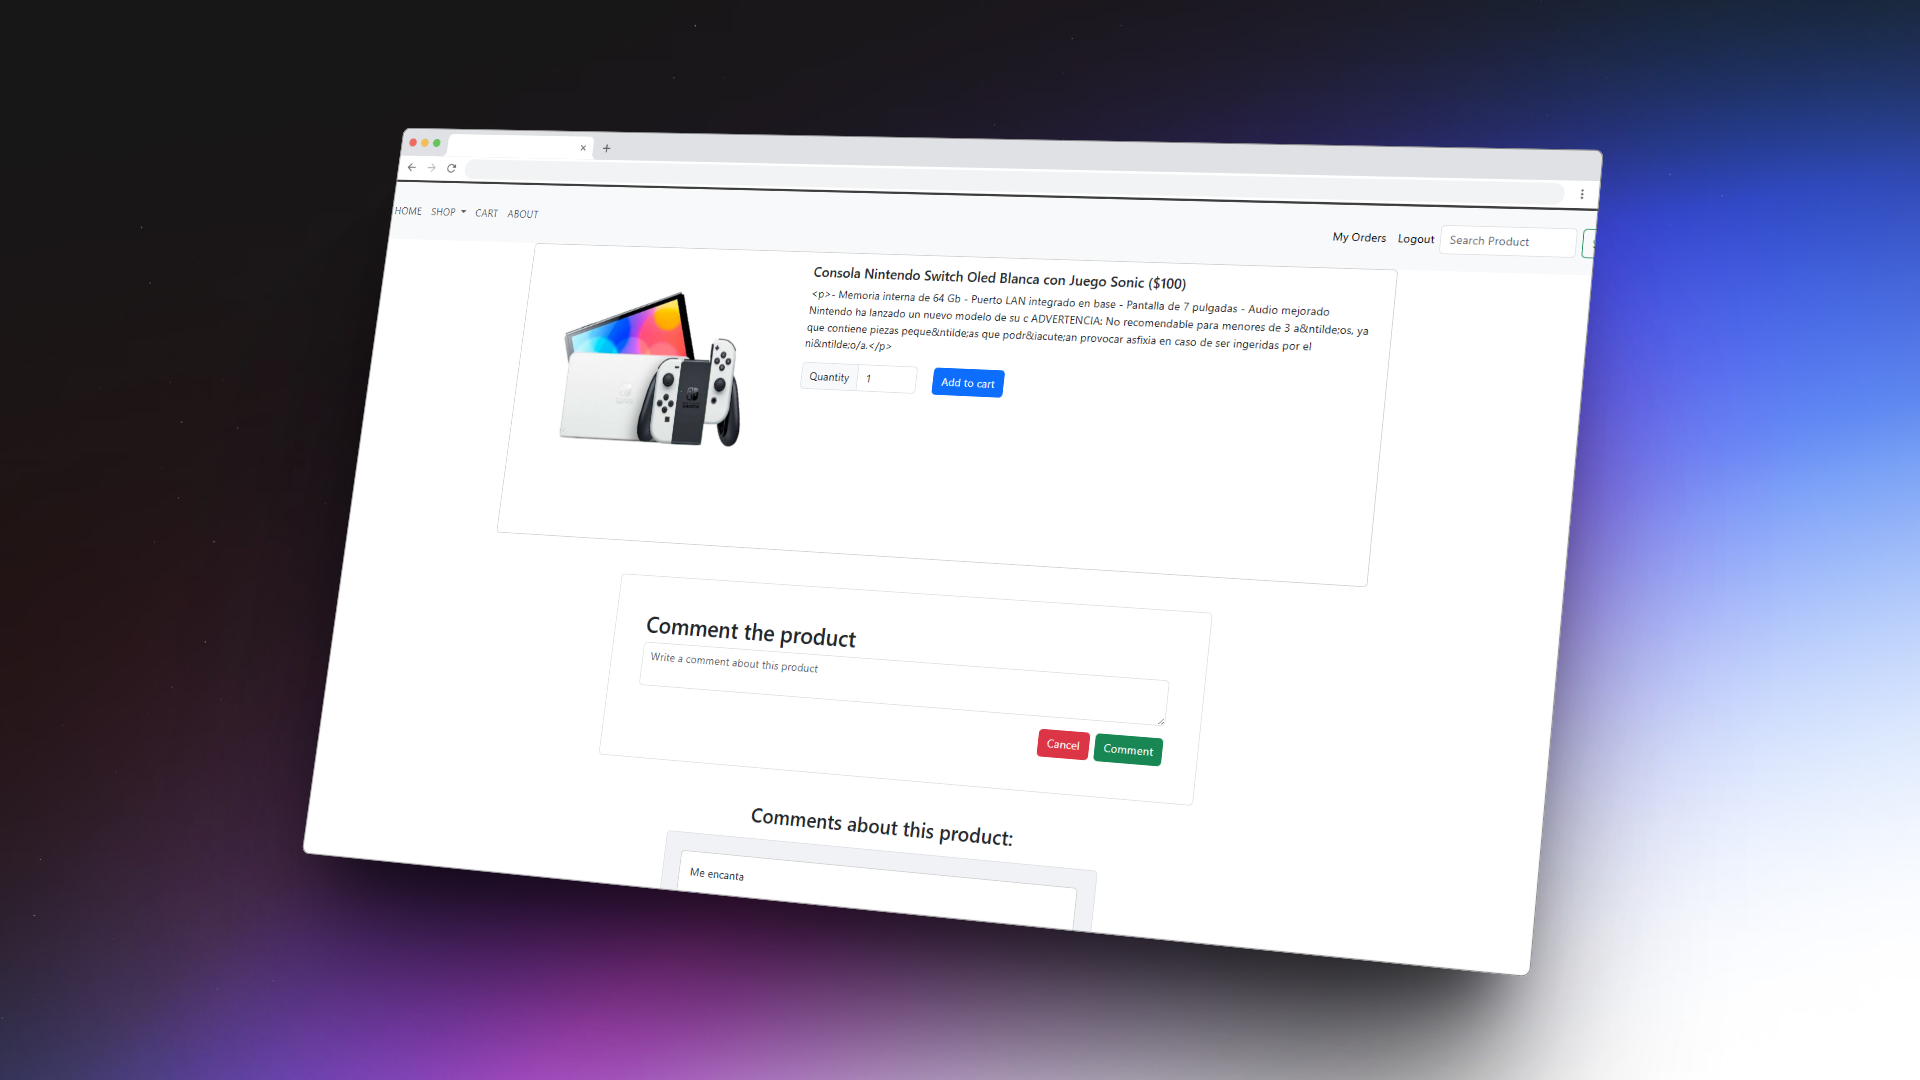 HOME SHOP CART ABOUT
My Orders Logout Search Product
Consola Nintendo Switch Oled Blanca con Juego Sonic ($100)
<p>- Memoria interna de 64 Gb - Puerto LAN integrado en base - Pantalla de 7 pulgadas - Audio mejorado
Nintendo ha lanzado un nuevo modelo de su c ADVERTENCIA: No recomendable para menores de 3 a&ntilde;os, ya
que contiene piezas peque&ntilde;as que podr&iacute;an provocar asfixia en caso de ser ingeridas por el
ni&ntilde;o/a.</p>
Quantity 1 Add to cart
Comment the product
Write a comment about this product
Cancel Comment
Comments about this product:
Me encanta